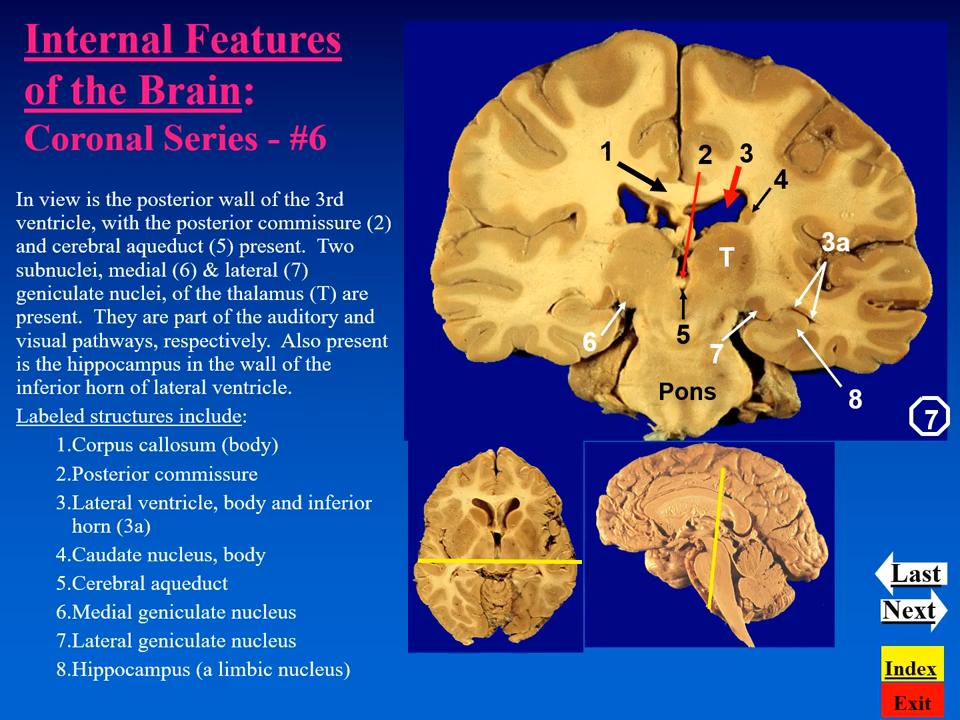 Internal Features
of the Brain:
Coronal Series - #6
In view is the posterior wall of the 3rd
ventricle, with the posterior commissure (2)
and cerebral aqueduct (5) present. Two
subnuclei, medial (6) & lateral (7)
geniculate nuclei, of the thalamus (T) are
present. They are part of the auditory and
visual pathways, respectively. Also present
is the hippocampus in the wall of the
inferior horn of lateral ventricle.
Labeled structures include:
1.Corpus callosum (body)
2.Posterior commissure
3.Lateral ventricle, body and inferior
horn (3a)
4.Caudate nucleus, body
5.Cerebral aqueduct
6.Medial geniculate nucleus
7.Lateral geniculate nucleus
8.Hippocampus (a limbic nucleus)
1
2
3
4
T
3a
6
5
7
Pons
8
7
Last
Next
Index
Exit